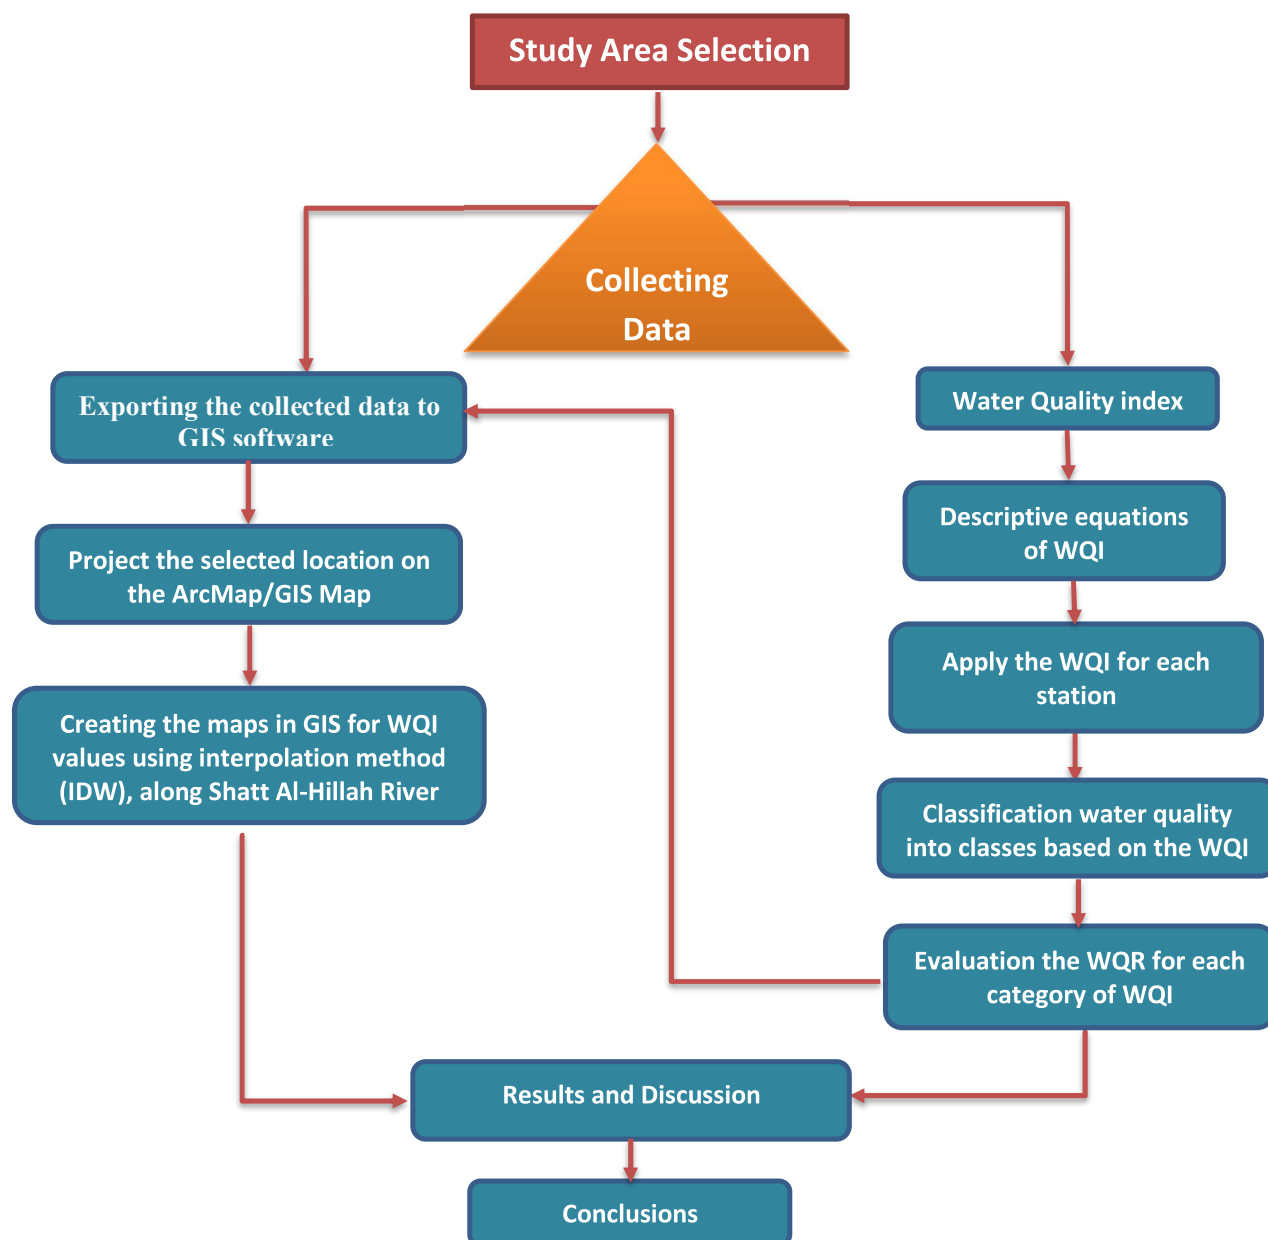 Study Area Selection
Collecting
Data
Exporting the collected data to
GIS software
Project the selected location on
the ArcMap/GIS Map
Creating the maps in GIS for WQI
values using interpolation method
(IDW), along Shatt Al-Hillah River
Water Quality index
Descriptive equations
of WQI
Apply the WQI for each
station
Classification water quality
into classes based on the WQI
Evaluation the WQR for each
category of WQI
Results and Discussion
Conclusions